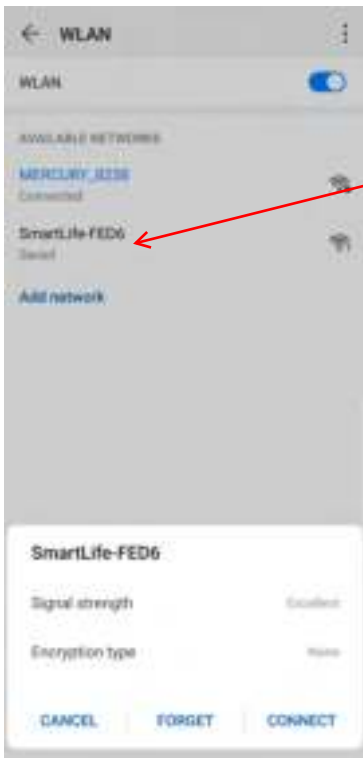 WLAN
WLAN
AVAILABLE NETWORKS
Connected
SmartLife-FED6
Saved
Add network
SmartLife-FED6
Signal strength Excellent
Encryption type None
CANCEL FORGET CONNECT